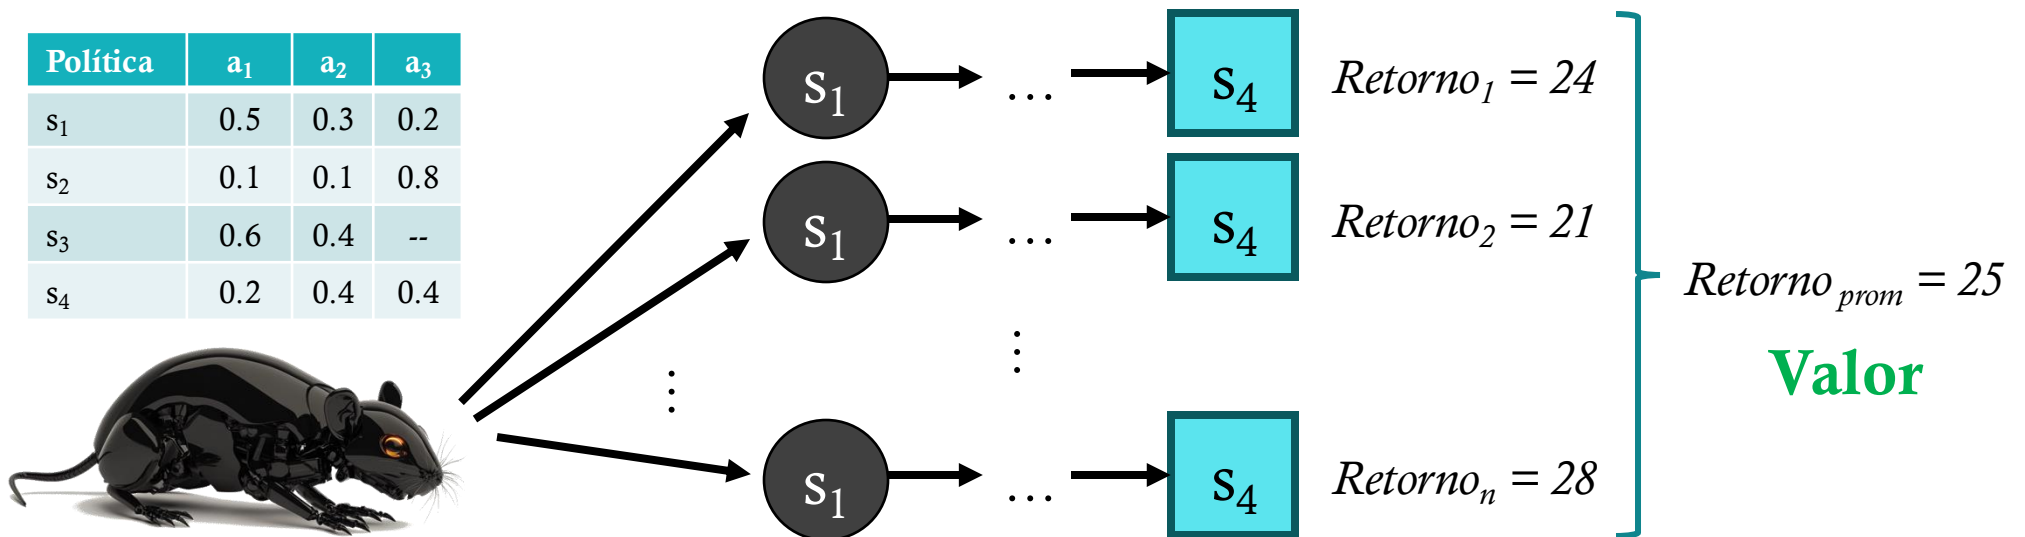 Política a₁ a₂ a₃
s₁ 0.5 0.3 0.2
s₂ 0.1 0.1 0.8
s₃ 0.6 0.4 --
s₄ 0.2 0.4 0.4
s₁ ... s₄ Retorno₁ = 24
s₁ ... s₄ Retorno₂ = 21
⋮ ⋮
s₁ ... s₄ Retornoₙ = 28
Retorno prom = 25
Valor